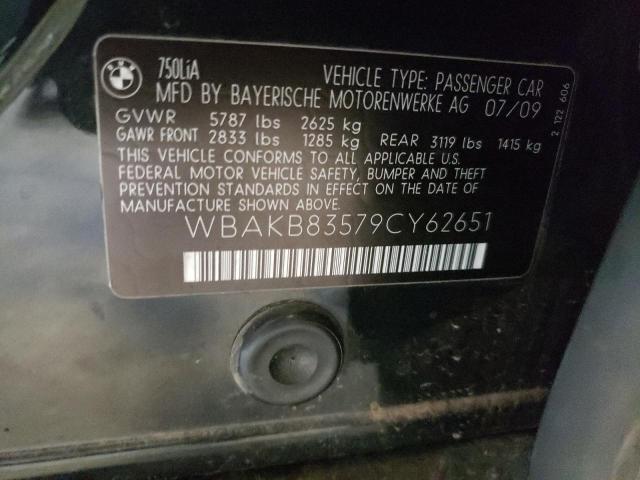 BMW
750LiA
VEHICLE TYPE: PASSENGER CAR
MFD BY BAYERISCHE MOTORENWERKE AG 07/09
GVWR 5787 lbs 2625 kg
GAWR FRONT 2833 lbs 1285 kg REAR 3119 lbs 1415 kg
THIS VEHICLE CONFORMS TO ALL APPLICABLE U.S.
FEDERAL MOTOR VEHICLE SAFETY, BUMPER AND THEFT
PREVENTION STANDARDS IN EFFECT ON THE DATE OF
MANUFACTURE SHOWN ABOVE.
WBAKB83579CY62651
2 122 606